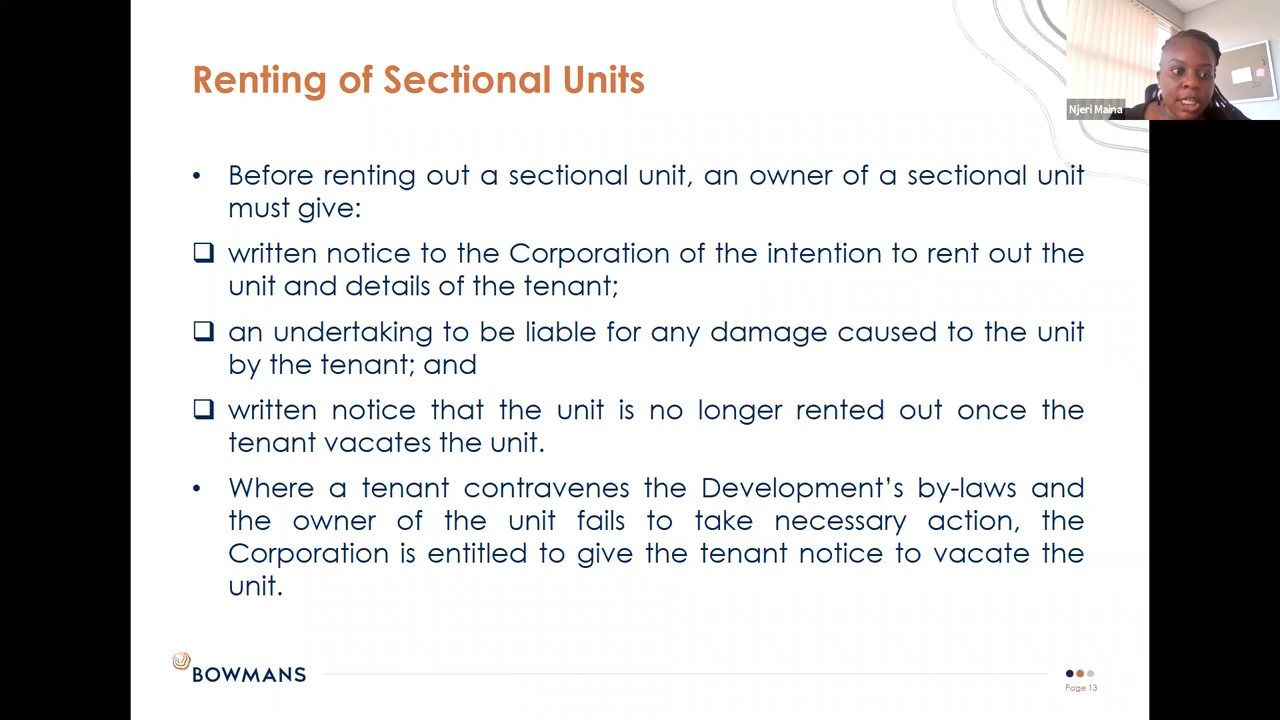 Renting of Sectional Units
Njeri Maina
• Before renting out a sectional unit, an owner of a sectional unit
must give:
❑ written notice to the Corporation of the intention to rent out the
unit and details of the tenant;
❑ an undertaking to be liable for any damage caused to the unit
by the tenant; and
❑ written notice that the unit is no longer rented out once the
tenant vacates the unit.
• Where a tenant contravenes the Development’s by-laws and
the owner of the unit fails to take necessary action, the
Corporation is entitled to give the tenant notice to vacate the
unit.
BOWMANS
Page 13